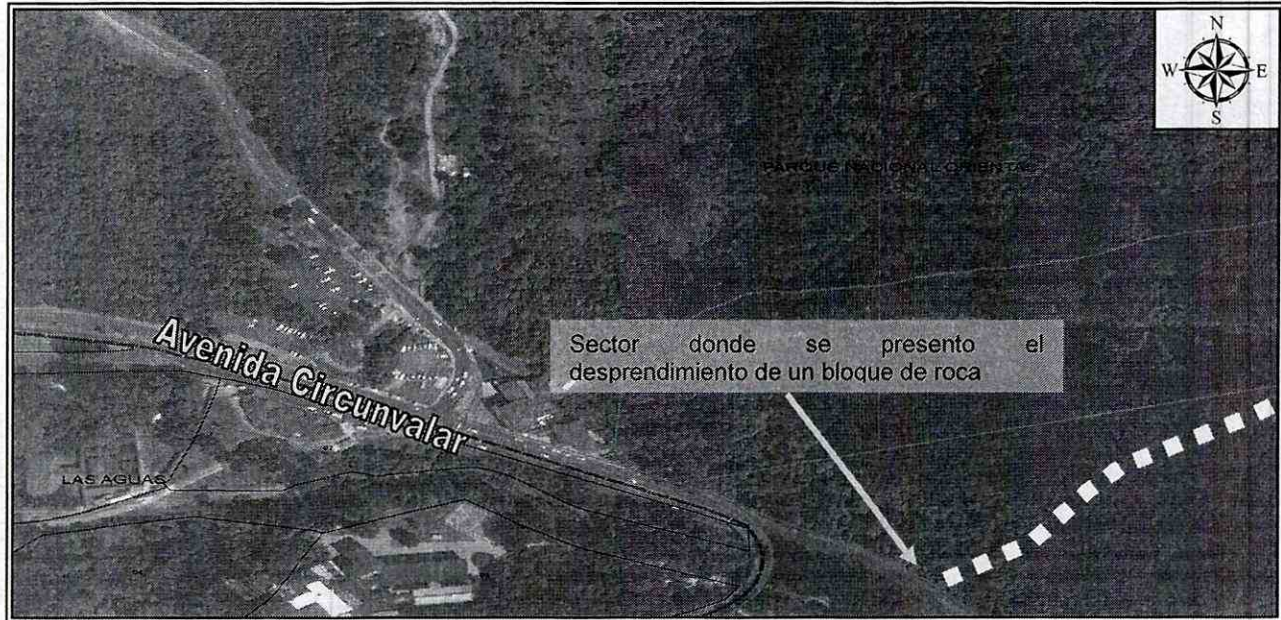 N
W E
S
PARQUE NACIONAL ORIENTAL
Sector donde se presento el
desprendimiento de un bloque de roca
Avenida Circunvalar
LAS AGUAS